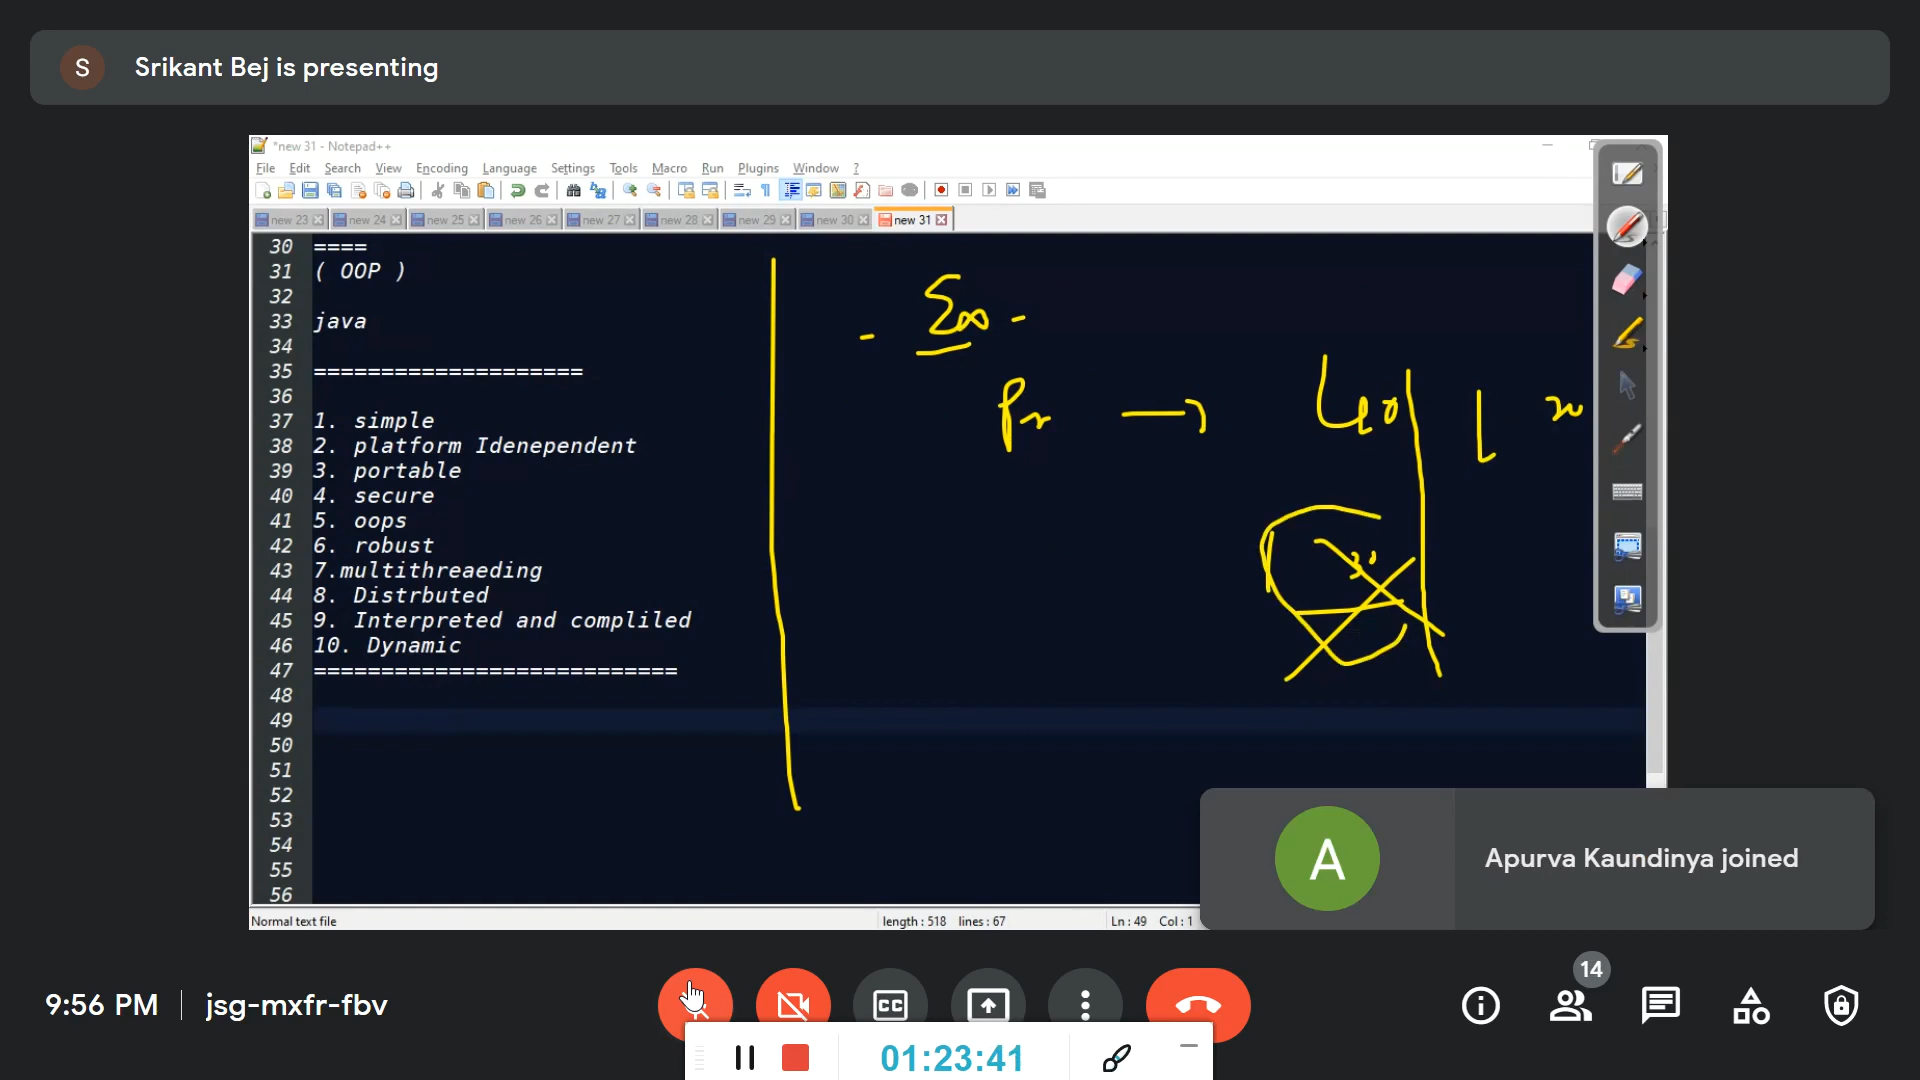 S Srikant Bej is presenting
*new 31 - Notepad++
File Edit Search View Encoding Language Settings Tools Macro Run Plugins Window ?
new 23 new 24 new 25 new 26 new 27 new 28 new 29 new 30 new 31
30 ====
31 ( OOP )
32
33 java
34
35 ====================
36
37 1. simple
38 2. platform Idenependent
39 3. portable
40 4. secure
41 5. oops
42 6. robust
43 7.multithreaeding
44 8. Distrbuted
45 9. Interpreted and compliled
46 10. Dynamic
47 ===========================
48
49
50
51
52
53
54
55
56
A Apurva Kaundinya joined
Normal text file length : 518 lines : 67 Ln : 49 Col : 1
9:56 PM jsg-mxfr-fbv CC 14
01:23:41